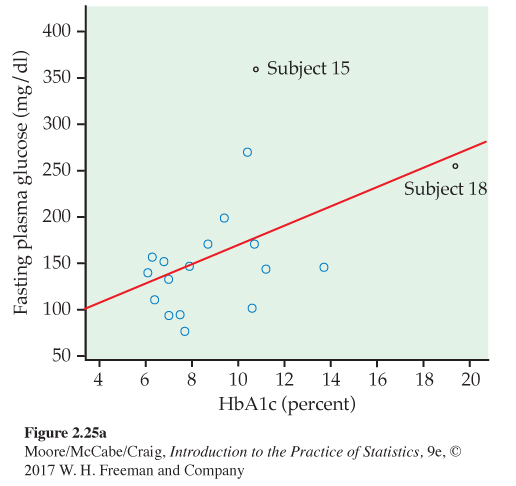 400
350
300
250
200
150
100
50
Fasting plasma glucose (mg/dl)
Subject 15
Subject 18
4 6 8 10 12 14 16 18 20
HbA1c (percent)
Figure 2.25a
Moore/McCabe/Craig, Introduction to the Practice of Statistics, 9e, ©
2017 W. H. Freeman and Company